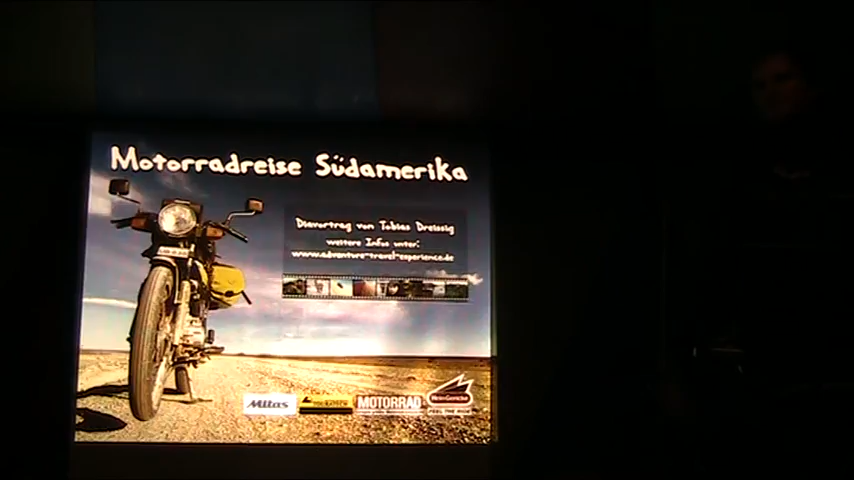 Motorradreise Südamerika
Diavortrag von Tobias Dreissig
weitere Infos unter:
www.adventure-travel-experience.de
Mitas
MOTORRAD